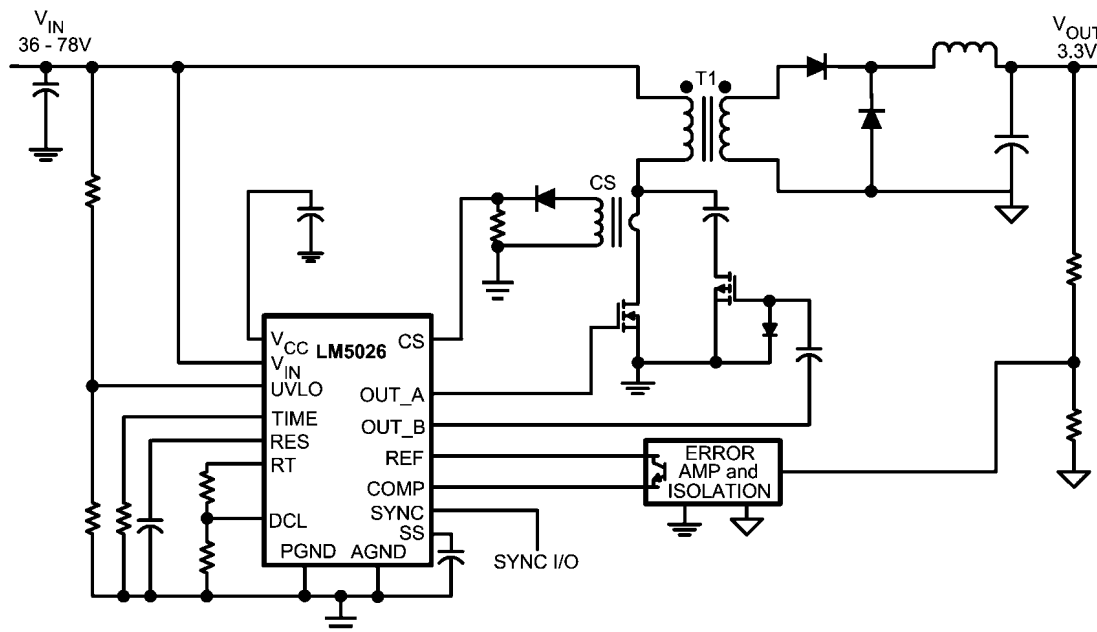 VIN
36 - 78V
VOUT
3.3V
T1
CS
LM5026
VCC
VIN
UVLO
TIME
RES
RT
DCL
PGND
AGND
CS
OUT_A
OUT_B
REF
COMP
SYNC
SS
ERROR
AMP and
ISOLATION
SYNC I/O